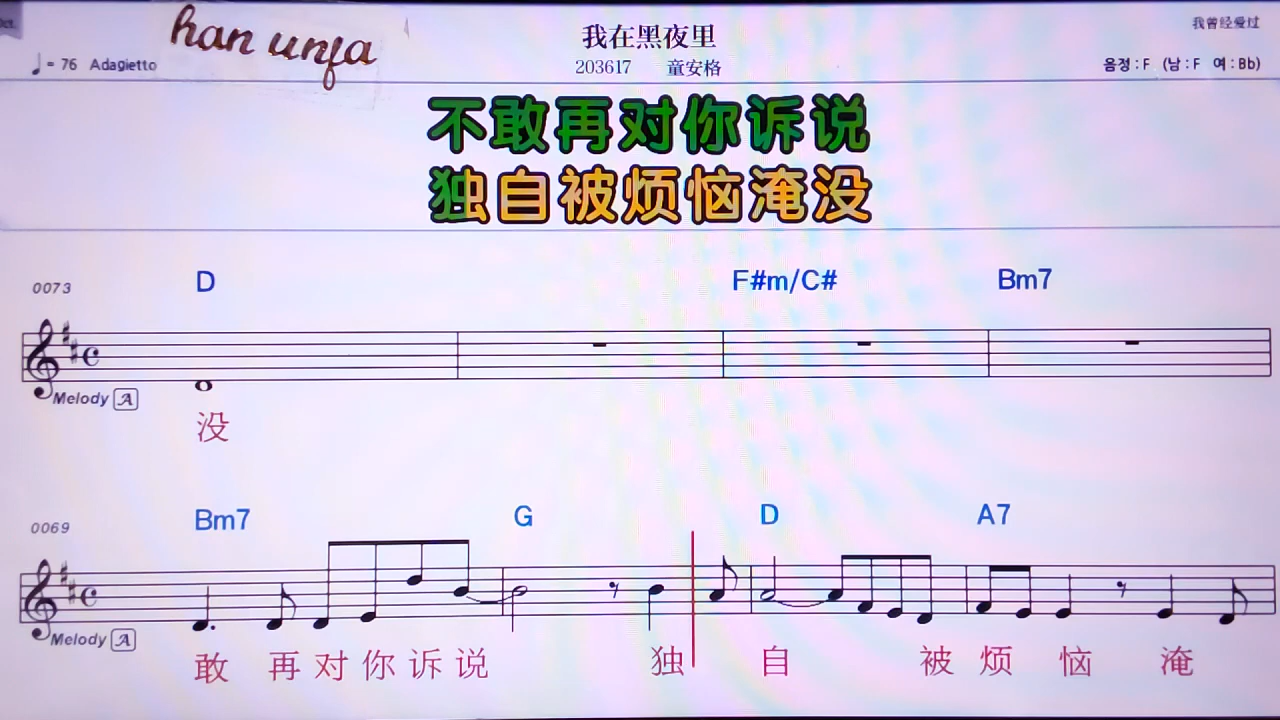 han unfa
♩= 76 Adagietto
我在黑夜里
203617 童安格
我曾经爱过
음정:F (남:F 여:Bb)
不敢再对你诉说
独自被烦恼淹没
0073 D F#m/C# Bm7
Melody A
没
0069 Bm7 G D A7
Melody A
敢 再 对 你 诉 说 独 自 被 烦 恼 淹